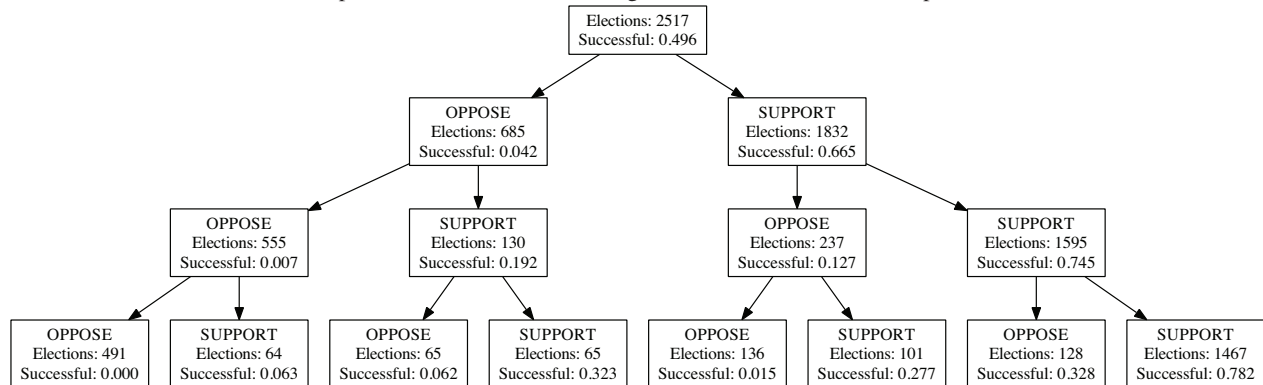 Elections: 2517
Successful: 0.496
OPPOSE
Elections: 685
Successful: 0.042
SUPPORT
Elections: 1832
Successful: 0.665
OPPOSE
Elections: 555
Successful: 0.007
SUPPORT
Elections: 130
Successful: 0.192
OPPOSE
Elections: 237
Successful: 0.127
SUPPORT
Elections: 1595
Successful: 0.745
OPPOSE
Elections: 491
Successful: 0.000
SUPPORT
Elections: 64
Successful: 0.063
OPPOSE
Elections: 65
Successful: 0.062
SUPPORT
Elections: 65
Successful: 0.323
OPPOSE
Elections: 136
Successful: 0.015
SUPPORT
Elections: 101
Successful: 0.277
OPPOSE
Elections: 128
Successful: 0.328
SUPPORT
Elections: 1467
Successful: 0.782